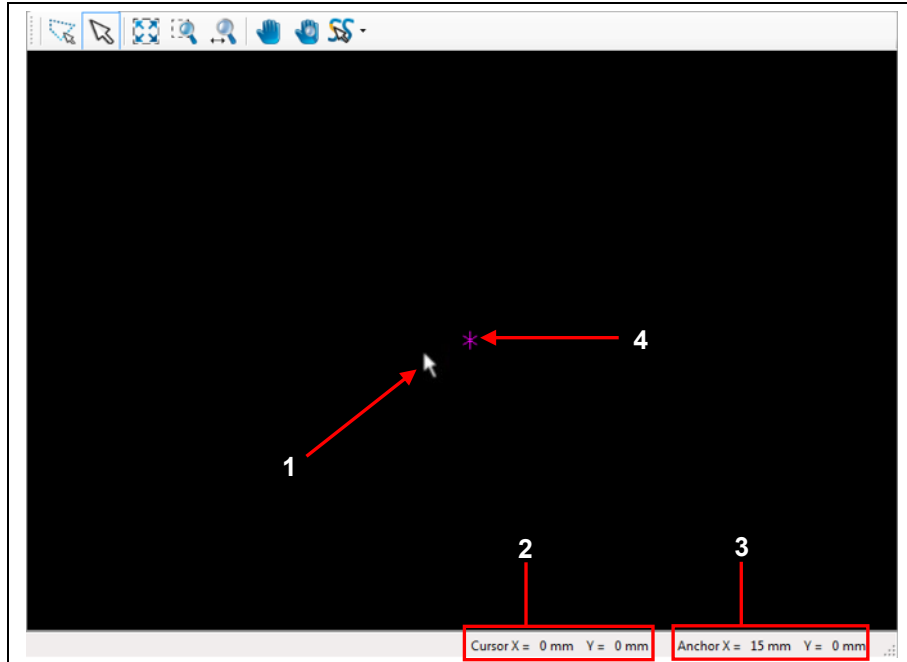 4
1
2
3
Cursor X = 0 mm Y = 0 mm
Anchor X = 15 mm Y = 0 mm